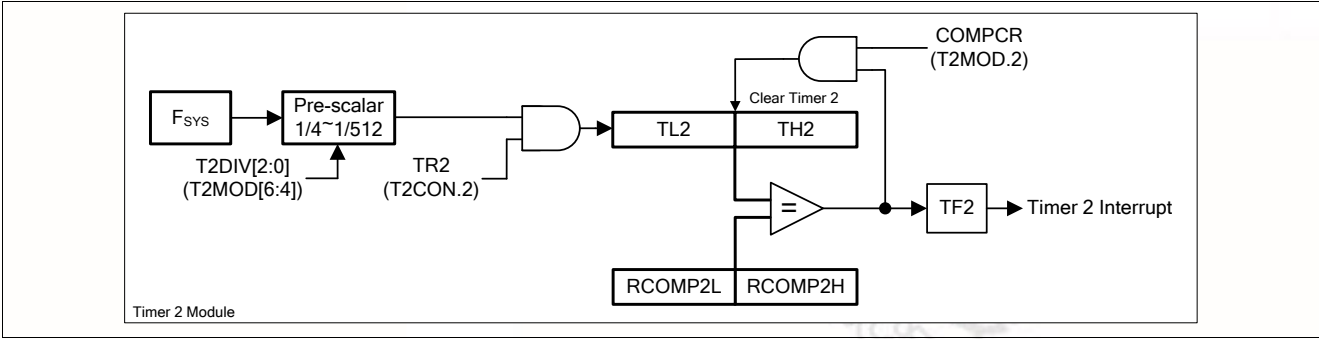 COMPCR
(T2MOD.2)
Clear Timer 2
FSYS
Pre-scalar
1/4~1/512
TL2
TH2
T2DIV[2:0]
(T2MOD[6:4])
TR2
(T2CON.2)
=
TF2
Timer 2 Interrupt
RCOMP2L
RCOMP2H
Timer 2 Module